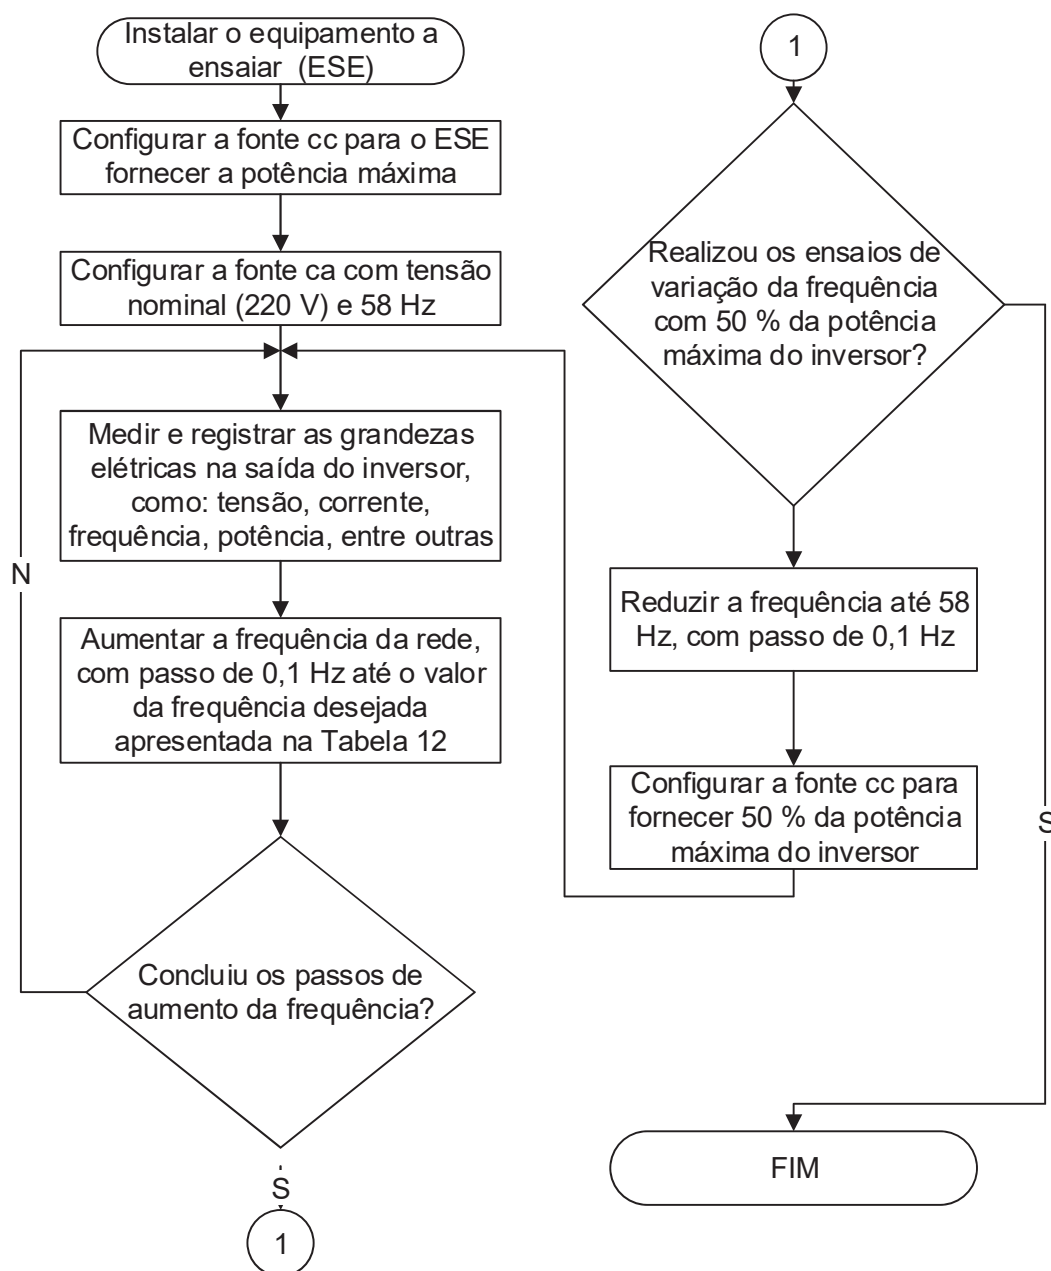 Instalar o equipamento a
ensaiar (ESE)
Configurar a fonte cc para o ESE
fornecer a potência máxima
Configurar a fonte ca com tensão
nominal (220 V) e 58 Hz
Medir e registrar as grandezas
elétricas na saída do inversor,
como: tensão, corrente,
frequência, potência, entre outras
N
Aumentar a frequência da rede,
com passo de 0,1 Hz até o valor
da frequência desejada
apresentada na Tabela 12
Concluiu os passos de
aumento da frequência?
S
1
1
Realizou os ensaios de
variação da frequência
com 50 % da potência
máxima do inversor?
Reduzir a frequência até 58
Hz, com passo de 0,1 Hz
Configurar a fonte cc para
fornecer 50 % da potência
máxima do inversor
S
FIM